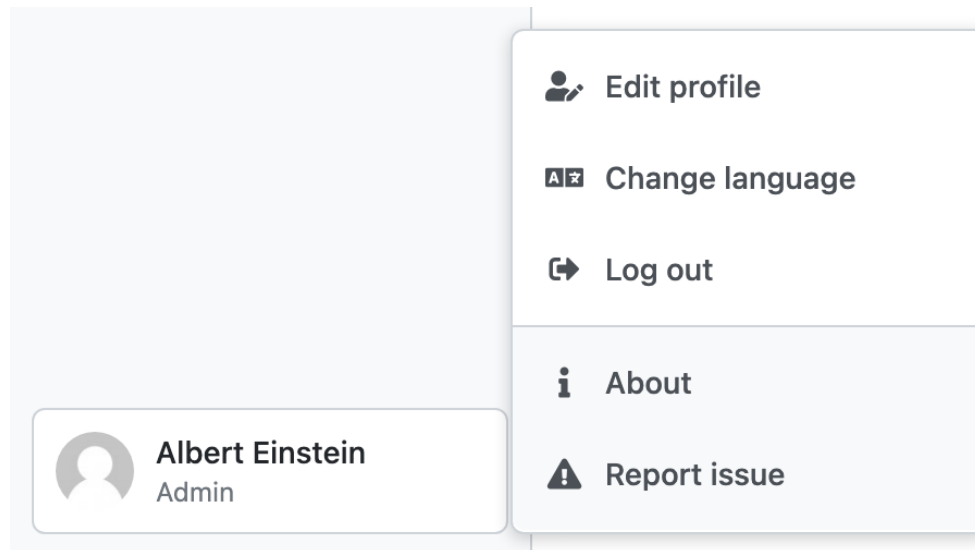 Edit profile
Change language
Log out
About
Report issue
Albert Einstein
Admin